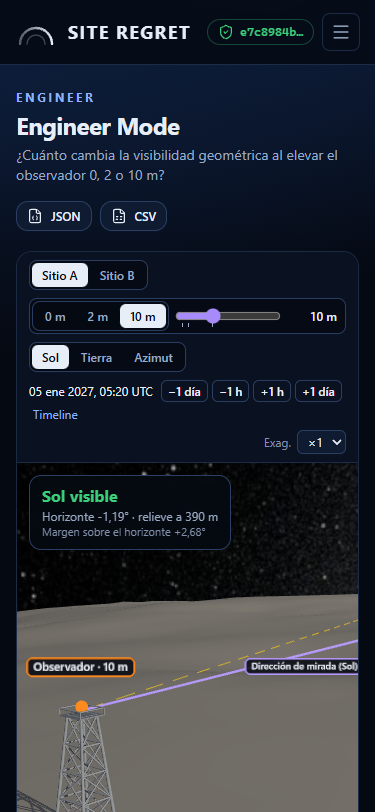 SITE REGRET
e7c8984b…
ENGINEER
Engineer Mode
¿Cuánto cambia la visibilidad geométrica al elevar el
observador 0, 2 o 10 m?
JSON
CSV
Sitio A
Sitio B
0 m
2 m
10 m
10 m
Sol
Tierra
Azimut
05 ene 2027, 05:20 UTC
−1 día
−1 h
+1 h
+1 día
Timeline
Exag.
×1
Sol visible
Horizonte -1,19° · relieve a 390 m
Margen sobre el horizonte +2,68°
Observador · 10 m
Dirección de mirada (Sol)